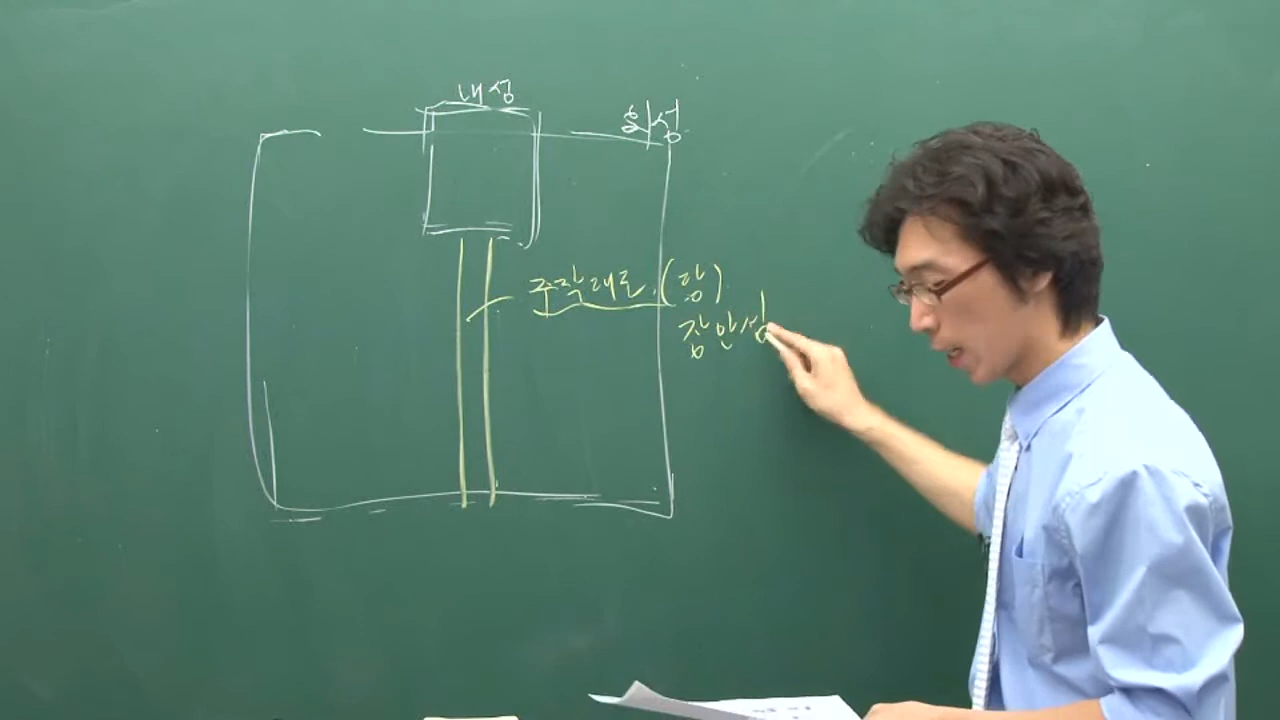 내성
외성
주작대로 (당)
장안성